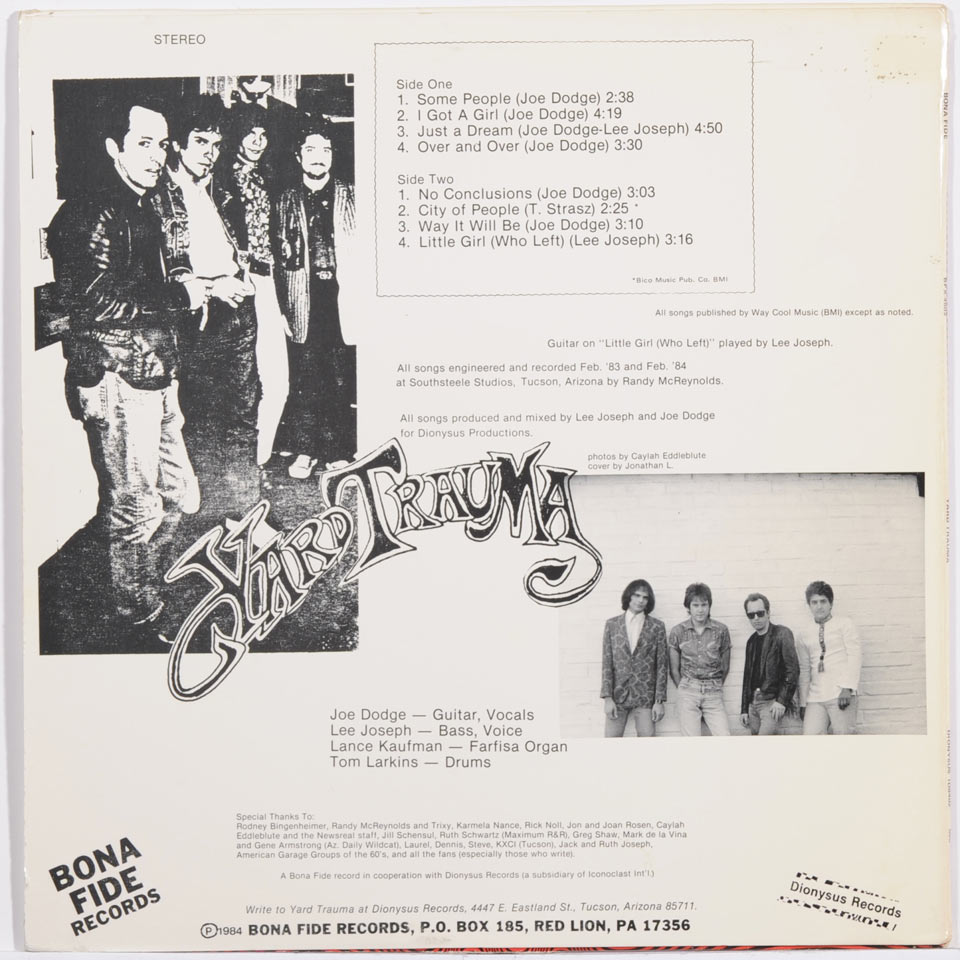 STEREO
Side One
1. Some People (Joe Dodge) 2:38
2. I Got A Girl (Joe Dodge) 4:19
3. Just a Dream (Joe Dodge-Lee Joseph) 4:50
4. Over and Over (Joe Dodge) 3:30
Side Two
1. No Conclusions (Joe Dodge) 3:03
2. City of People (T. Strasz) 2:25 *
3. Way It Will Be (Joe Dodge) 3:10
4. Little Girl (Who Left) (Lee Joseph) 3:16
*Bico Music Pub. Co. BMI
All songs published by Way Cool Music (BMI) except as noted.
Guitar on "Little Girl (Who Left)" played by Lee Joseph.
All songs engineered and recorded Feb. '83 and Feb. '84
at Southsteele Studios, Tucson, Arizona by Randy McReynolds.
All songs produced and mixed by Lee Joseph and Joe Dodge
for Dionysus Productions.
photos by Caylah Eddleblute
cover by Jonathan L.
YARD TRAUMA
Joe Dodge — Guitar, Vocals
Lee Joseph — Bass, Voice
Lance Kaufman — Farfisa Organ
Tom Larkins — Drums
Special Thanks To:
Rodney Bingenheimer, Randy McReynolds and Trixy, Karmela Nance, Rick Noll, Jon and Joan Rosen, Caylah
Eddleblute and the Newsreal staff, Jill Schensul, Ruth Schwartz (Maximum R&R), Greg Shaw, Mark de la Vina
and Gene Armstrong (Az. Daily Wildcat), Laurel, Dennis, Steve, KXCI (Tucson), Jack and Ruth Joseph,
American Garage Groups of the 60's, and all the fans (especially those who write).
A Bona Fide record in cooperation with Dionysus Records (a subsidiary of Iconoclast Int'l.)
BONA
FIDE
RECORDS
Dionysus Records
Write to Yard Trauma at Dionysus Records, 4447 E. Eastland St., Tucson, Arizona 85711.
Ⓟ1984 BONA FIDE RECORDS, P.O. BOX 185, RED LION, PA 17356
BONA FIDE